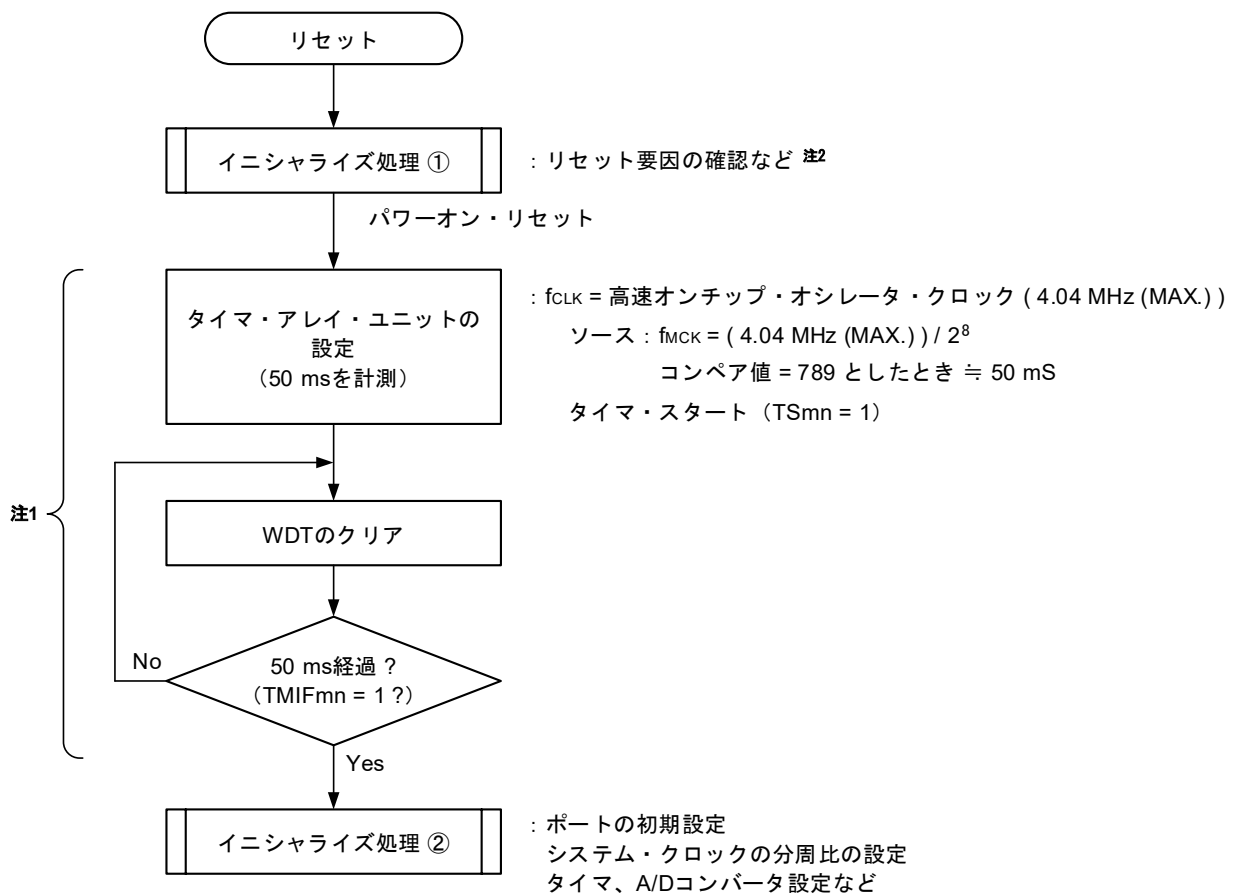 リセット
イニシャライズ処理 ①
: リセット要因の確認など 注2
パワーオン・リセット
タイマ・アレイ・ユニットの
設定
(50 msを計測)
: fCLK = 高速オンチップ・オシレータ・クロック ( 4.04 MHz (MAX.) )
ソース : fMCK = ( 4.04 MHz (MAX.) ) / 2⁸
コンペア値 = 789 としたとき ≒ 50 mS
タイマ・スタート (TSmn = 1)
注1
WDTのクリア
No
50 ms経過 ?
(TMIFmn = 1 ?)
Yes
イニシャライズ処理 ②
: ポートの初期設定
システム・クロックの分周比の設定
タイマ、A/Dコンバータ設定など